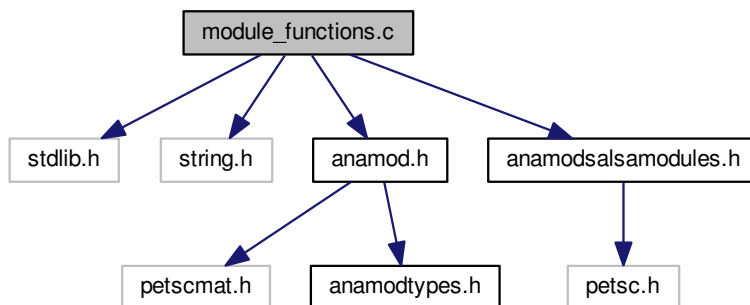 module_functions.c
stdlib.h
string.h
anamod.h
anamodsalsamodules.h
petscmat.h
anamodtypes.h
petsc.h